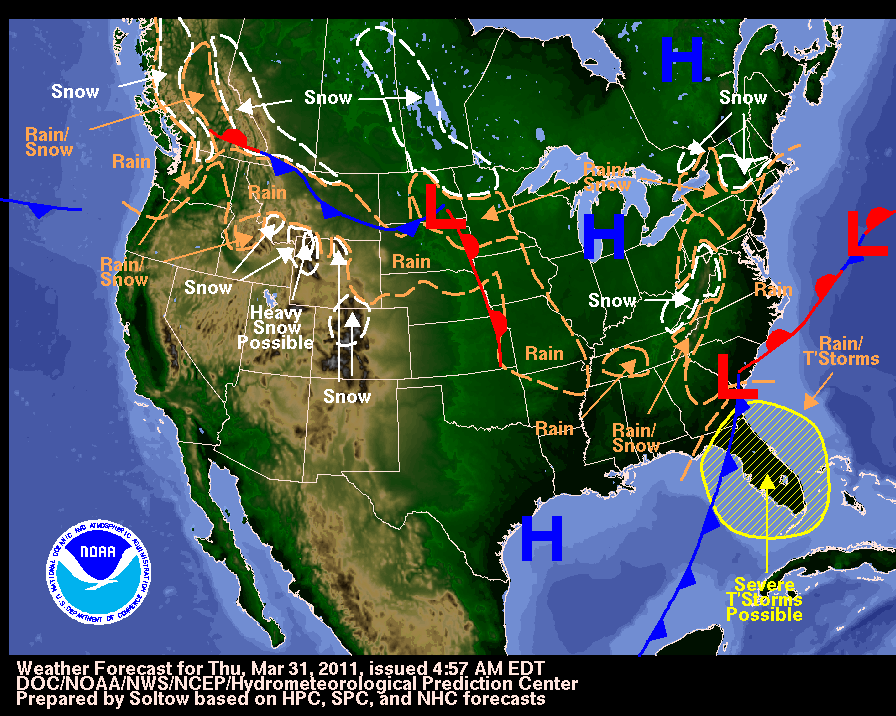 H
Snow
Snow
Snow
Rain/
Snow
Rain
Rain/
Snow
Rain
L
L
H
Rain
Rain/
Snow
Snow
Rain
Snow
Heavy
Snow
Possible
Rain/
T'Storms
Rain
L
Snow
Rain
Rain/
Snow
H
NATIONAL OCEANIC AND ATMOSPHERIC ADMINISTRATION
NOAA
U.S. DEPARTMENT OF COMMERCE
Severe
T'Storms
Possible
Weather Forecast for Thu, Mar 31, 2011, issued 4:57 AM EDT
DOC/NOAA/NWS/NCEP/Hydrometeorological Prediction Center
Prepared by Soltow based on HPC, SPC, and NHC forecasts